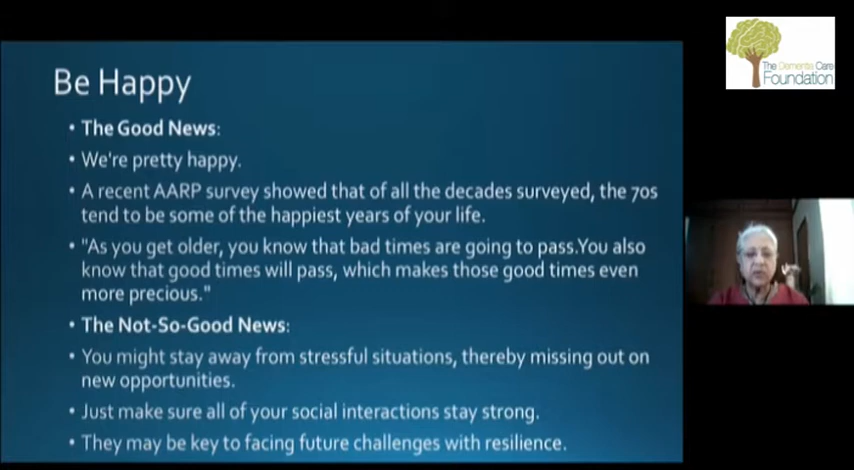 Be Happy
• The Good News:
• We're pretty happy.
• A recent AARP survey showed that of all the decades surveyed, the 70s
tend to be some of the happiest years of your life.
• "As you get older, you know that bad times are going to pass.You also
know that good times will pass, which makes those good times even
more precious."
• The Not-So-Good News:
• You might stay away from stressful situations, thereby missing out on
new opportunities.
• Just make sure all of your social interactions stay strong.
• They may be key to facing future challenges with resilience.
The Dementia Care
Foundation